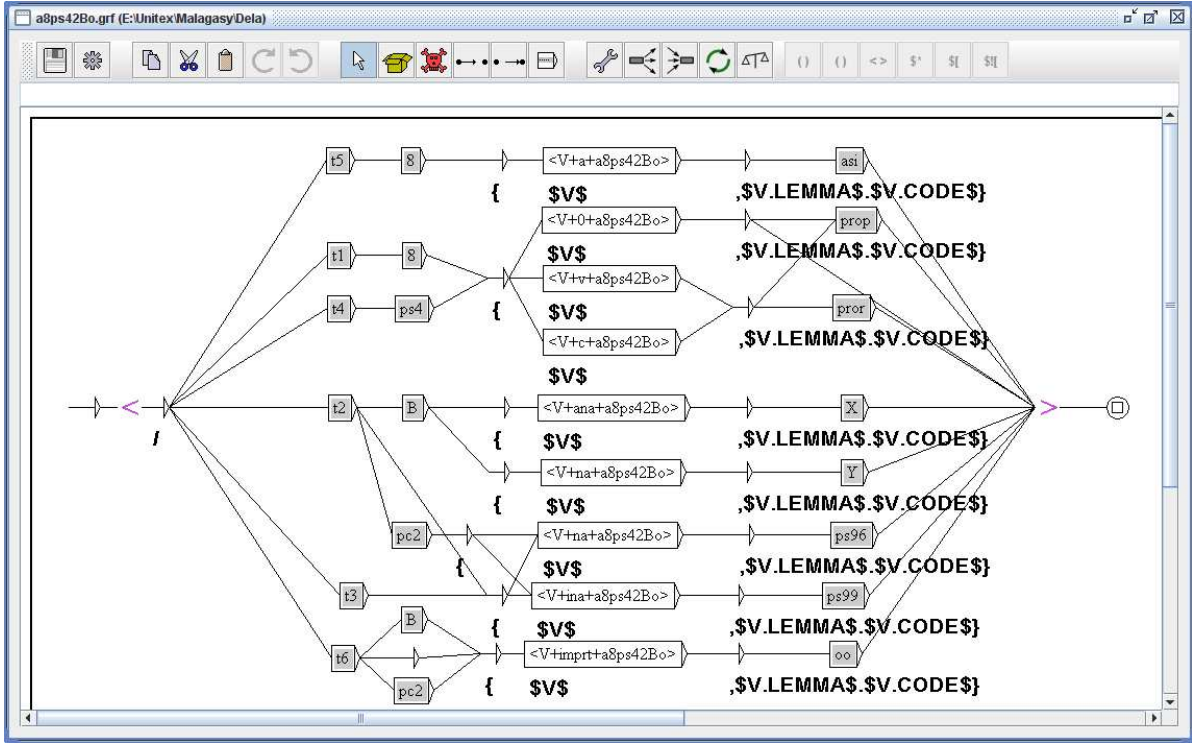 a8ps42Bo.grf (E:\Unitex\Malagasy\Dela)
( ) ( ) < > $^ $[ $![
t5 8 <V+a+a8ps42Bo> asi
{ $V$ ,$V.LEMMA$.$V.CODE$}
<V+0+a8ps42Bo> prop
$V$ ,$V.LEMMA$.$V.CODE$}
t1 8 <V+v+a8ps42Bo>
t4 ps4 { $V$ pror
<V+c+a8ps42Bo> ,$V.LEMMA$.$V.CODE$}
$V$
< t2 B <V+ana+a8ps42Bo> X >
/ { $V$ ,$V.LEMMA$.$V.CODE$}
<V+na+a8ps42Bo> Y
{ $V$ ,$V.LEMMA$.$V.CODE$}
pc2 <V+na+a8ps42Bo> ps96
{ $V$ ,$V.LEMMA$.$V.CODE$}
t3 <V+ina+a8ps42Bo> ps99
B { $V$ ,$V.LEMMA$.$V.CODE$}
t6 <V+imprt+a8ps42Bo> oo
pc2 { $V$ ,$V.LEMMA$.$V.CODE$}